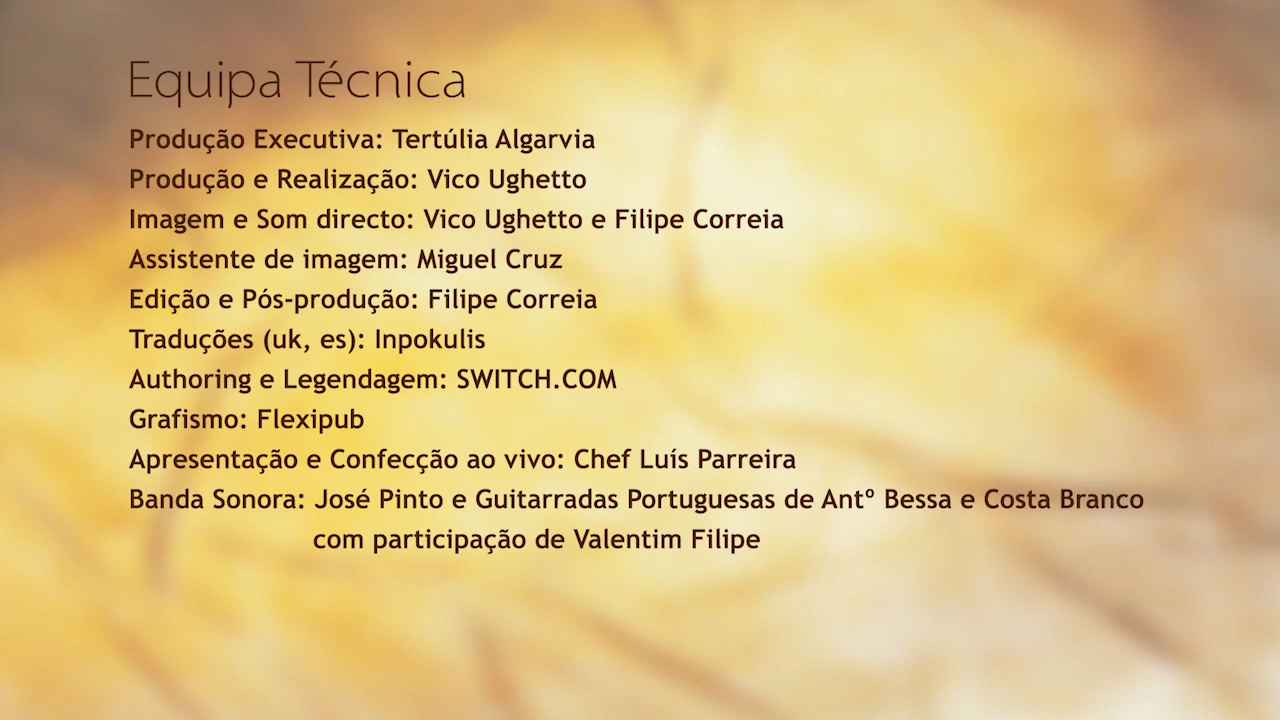 Equipa Técnica
Produção Executiva: Tertúlia Algarvia
Produção e Realização: Vico Ughetto
Imagem e Som directo: Vico Ughetto e Filipe Correia
Assistente de imagem: Miguel Cruz
Edição e Pós-produção: Filipe Correia
Traduções (uk, es): Inpokulis
Authoring e Legendagem: SWITCH.COM
Grafismo: Flexipub
Apresentação e Confecção ao vivo: Chef Luís Parreira
Banda Sonora: José Pinto e Guitarradas Portuguesas de Antº Bessa e Costa Branco
com participação de Valentim Filipe